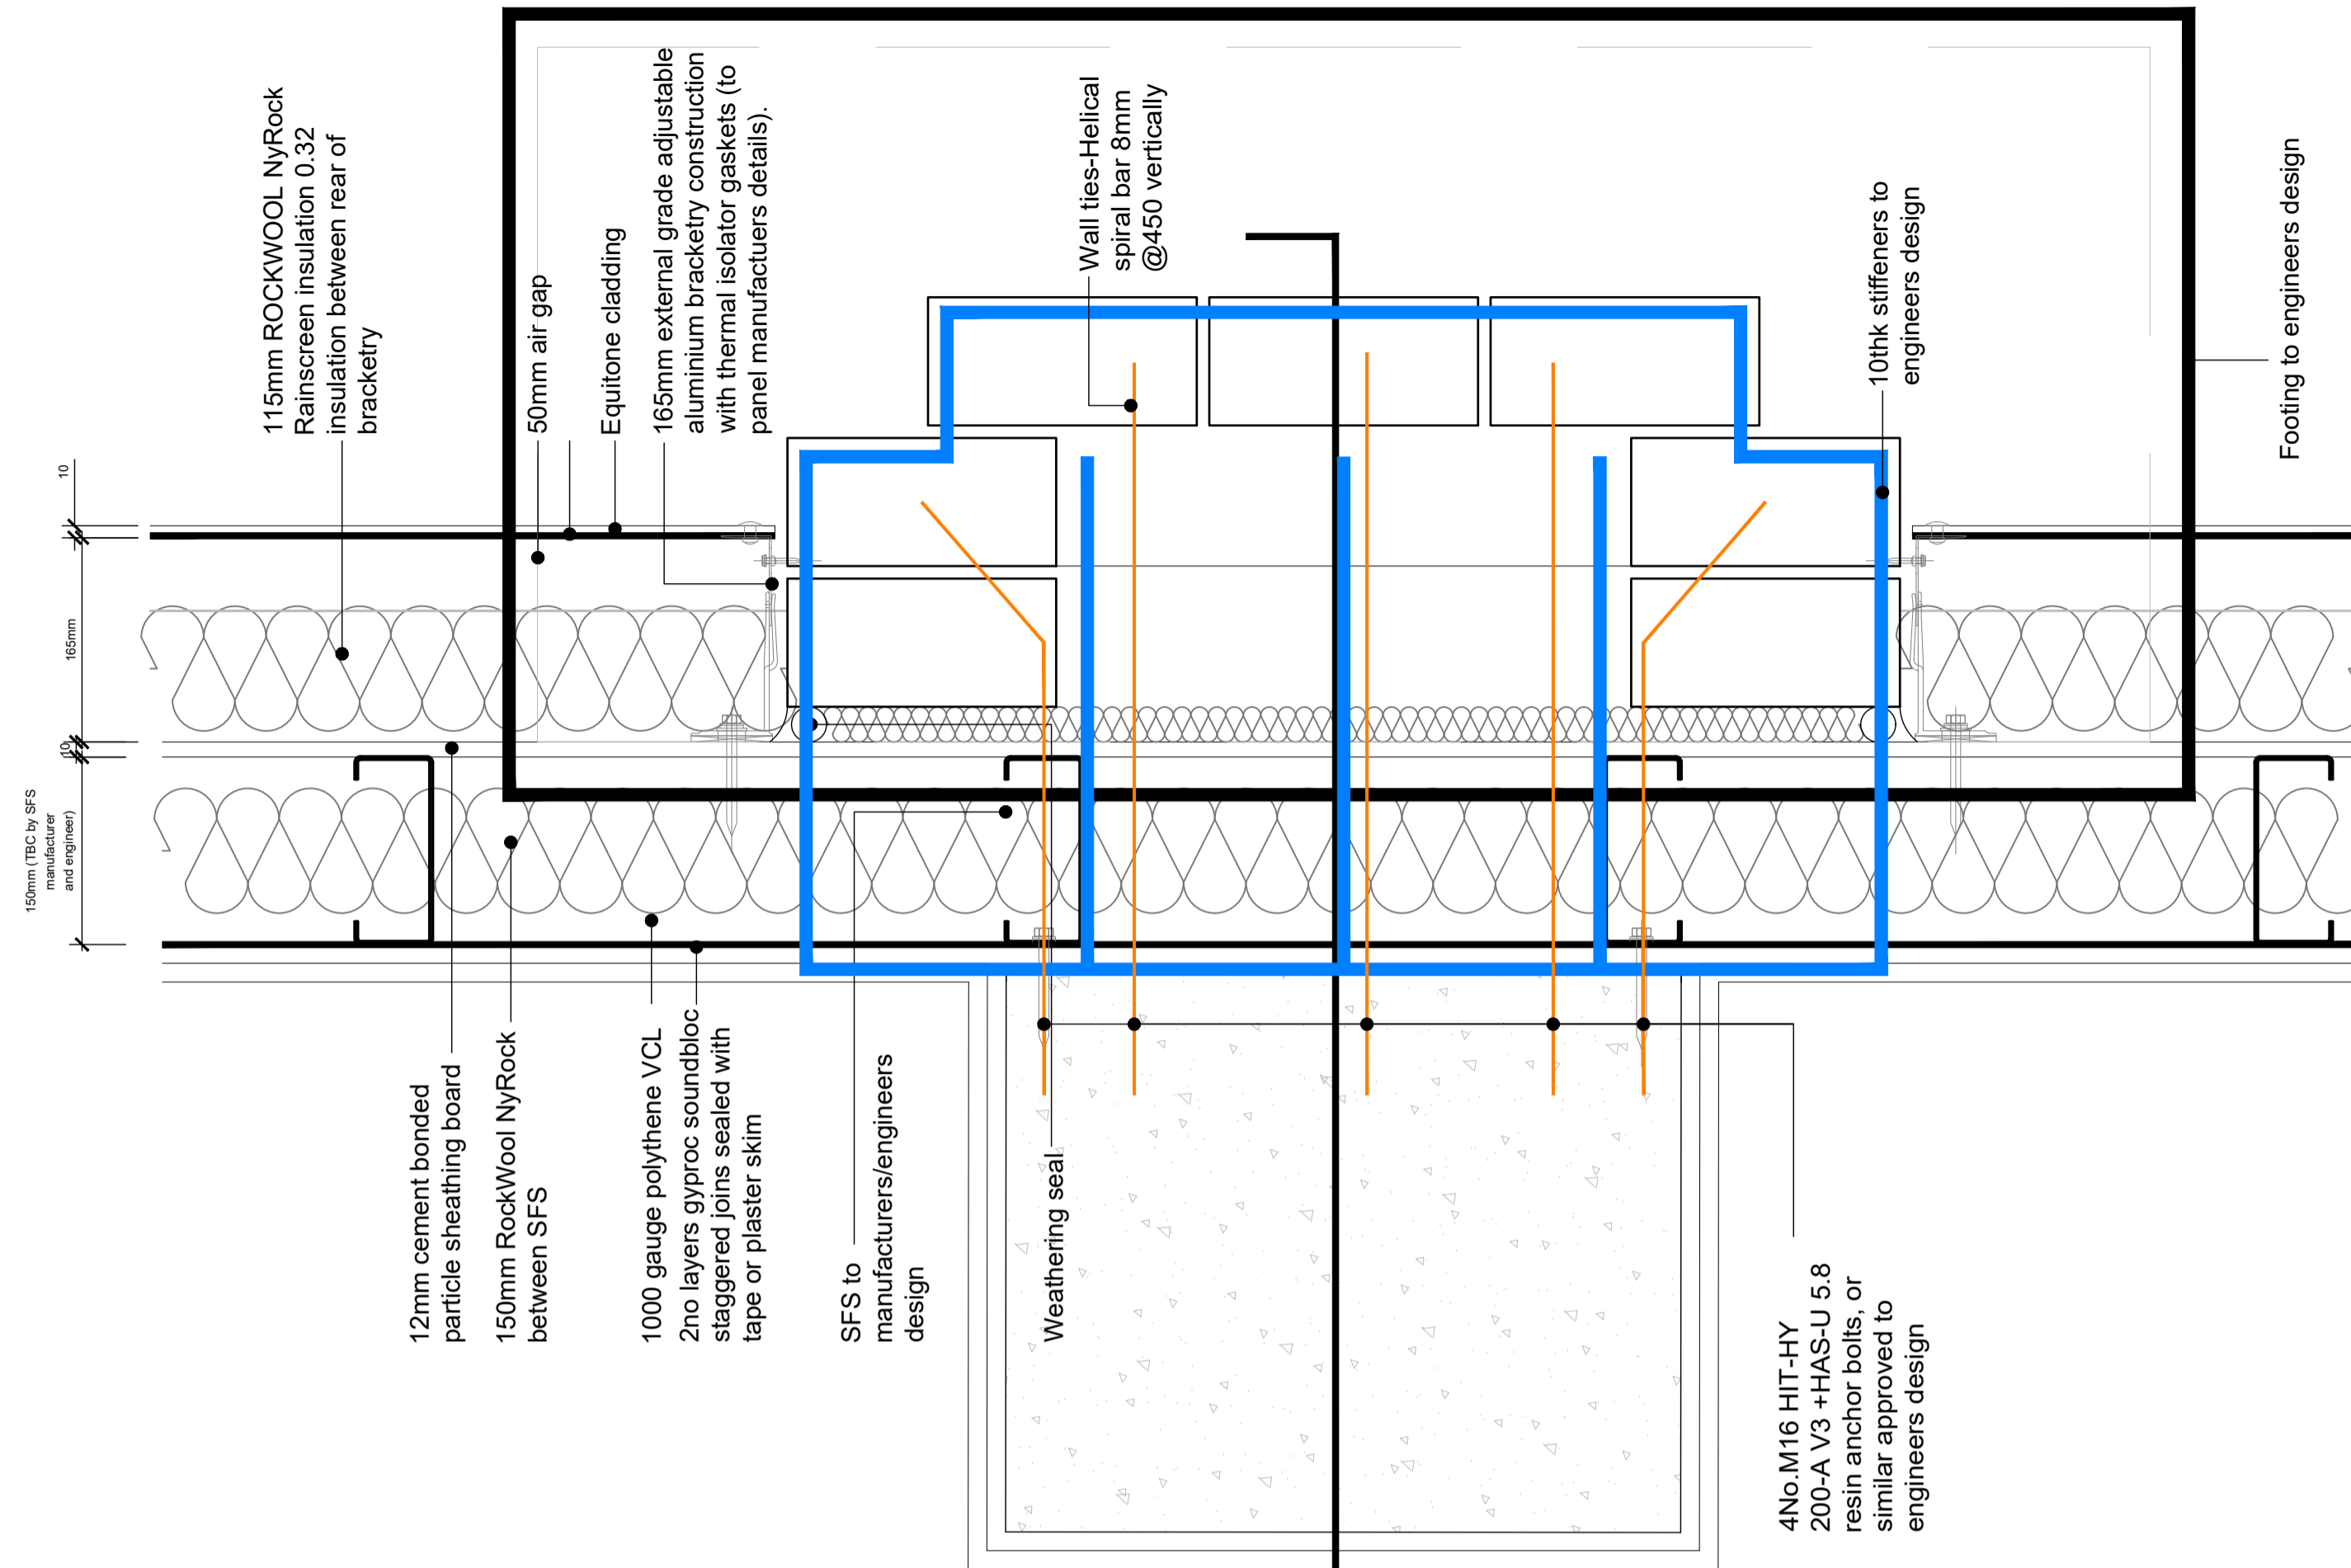 115mm ROCKWOOL NyRock
Rainscreen insulation 0.32
insulation between rear of
bracketry
50mm air gap
Equitone cladding
165mm external grade adjustable
aluminium bracketry construction
with thermal isolator gaskets (to
panel manufacturers details).
Wall ties-Helical
spiral bar 8mm
@450 vertically
10thk stiffeners to
engineers design
Footing to engineers design
10
165mm
10
150mm (TBC by SFS
manufacturer
and engineer)
12mm cement bonded
particle sheathing board
150mm RockWool NyRock
between SFS
1000 gauge polythene VCL
2no layers gyproc soundbloc
staggered joins sealed with
tape or plaster skim
SFS to
manufacturers/engineers
design
Weathering seal
4No.M16 HIT-HY
200-A V3 +HAS-U 5.8
resin anchor bolts, or
similar approved to
engineers design